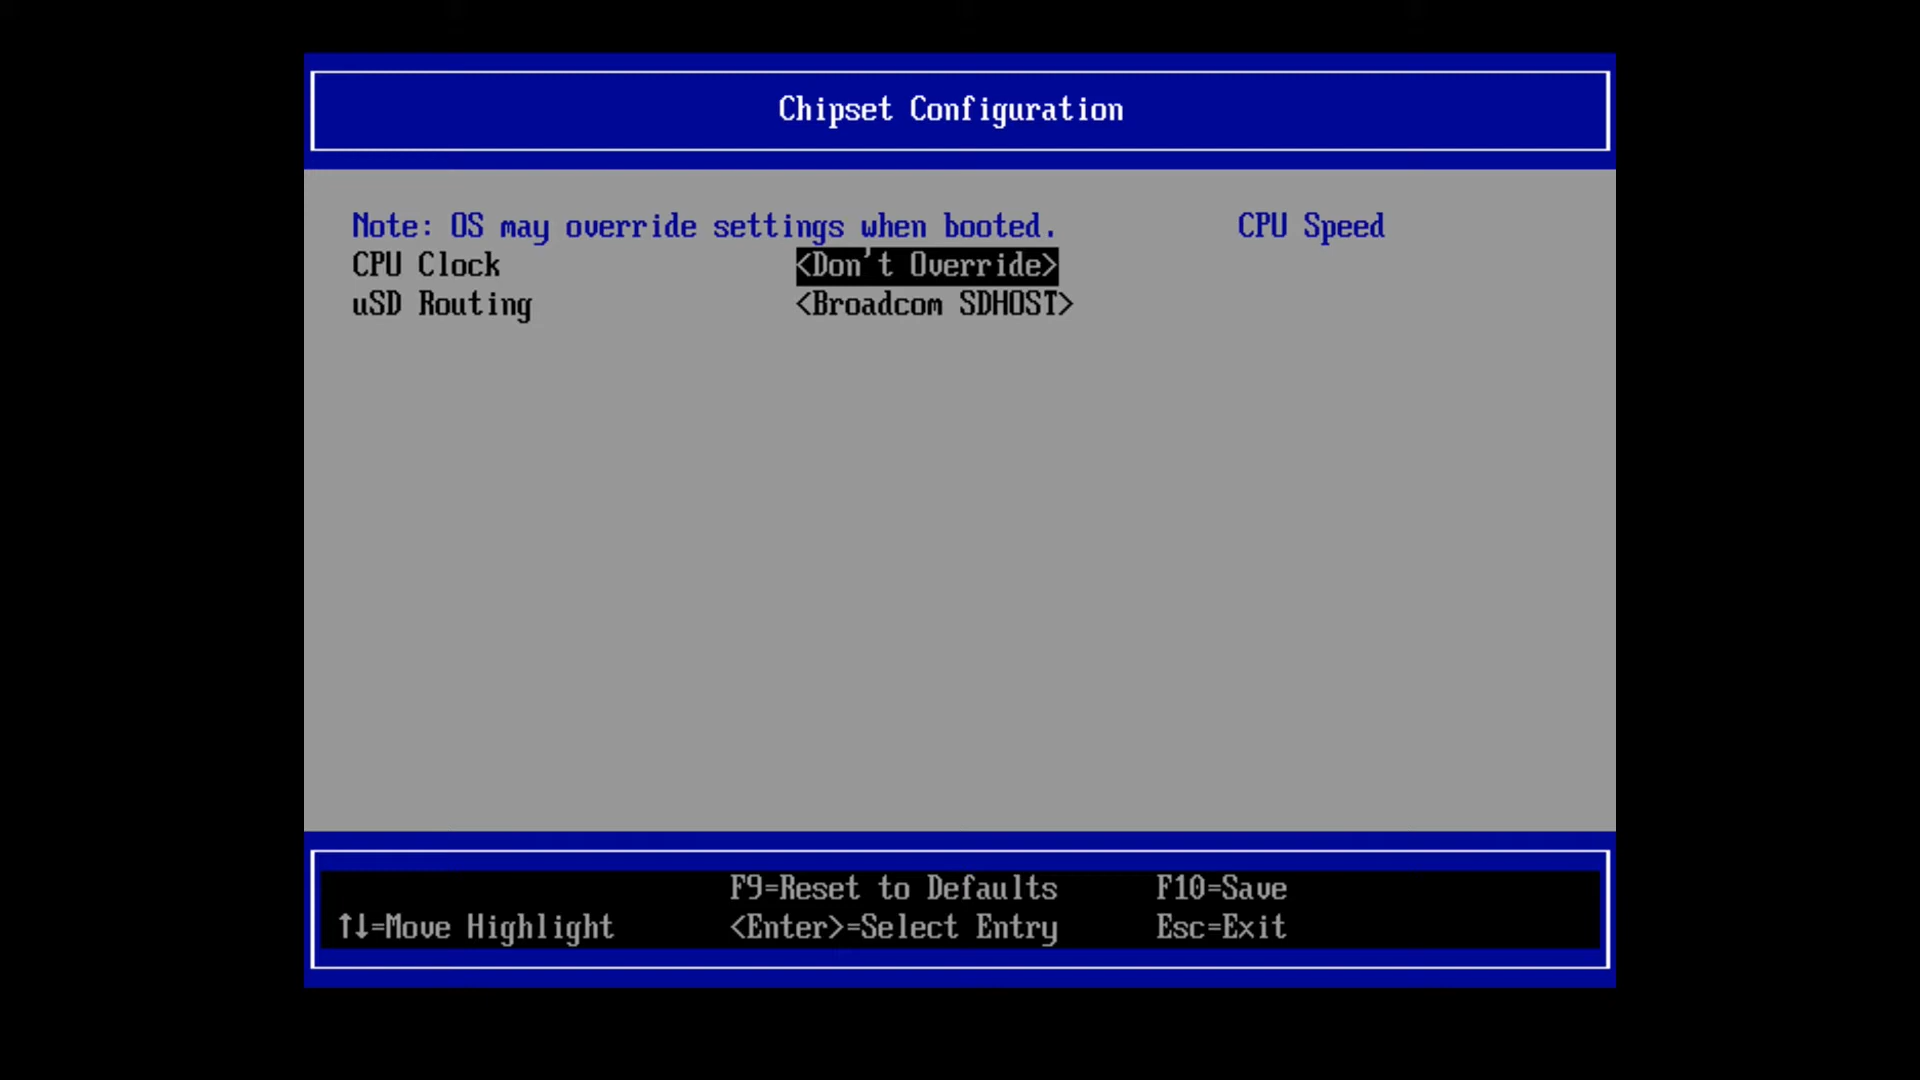 Chipset Configuration
Note: OS may override settings when booted.
CPU Speed
CPU Clock <Don't Override>
uSD Routing <Broadcom SDHOST>
F9=Reset to Defaults F10=Save
↑↓=Move Highlight <Enter>=Select Entry Esc=Exit